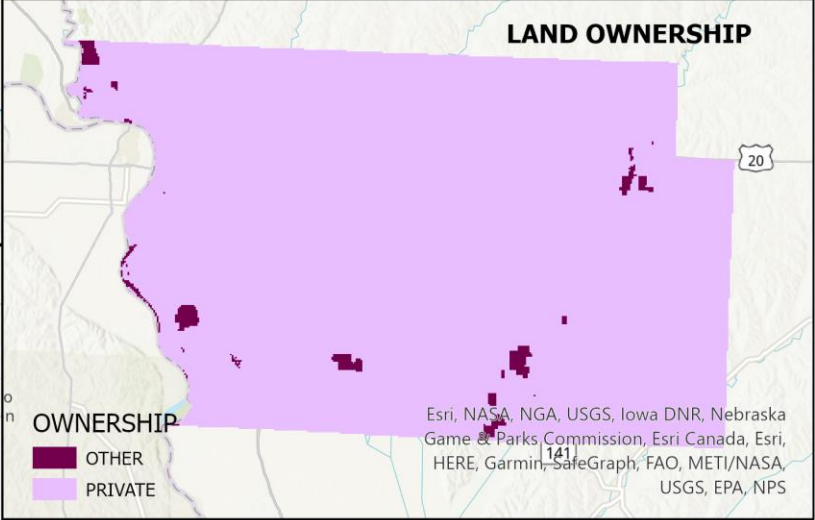 LAND OWNERSHIP
20
o
n
OWNERSHIP
OTHER
PRIVATE
Esri, NASA, NGA, USGS, Iowa DNR, Nebraska
Game & Parks Commission, Esri Canada, Esri,
HERE, Garmin, SafeGraph, FAO, METI/NASA,
USGS, EPA, NPS
141